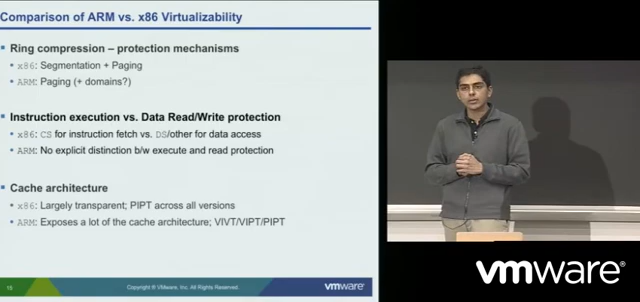 Comparison of ARM vs. x86 Virtualizability
Ring compression – protection mechanisms
x86: Segmentation + Paging
ARM: Paging (+ domains?)
Instruction execution vs. Data Read/Write protection
x86: CS for instruction fetch vs. DS/other for data access
ARM: No explicit distinction b/w execute and read protection
Cache architecture
x86: Largely transparent; PIPT across all versions
ARM: Exposes a lot of the cache architecture; VIVT/VIPT/PIPT
15
Copyright © VMware, Inc. All Rights Reserved.
vmware
vmware®